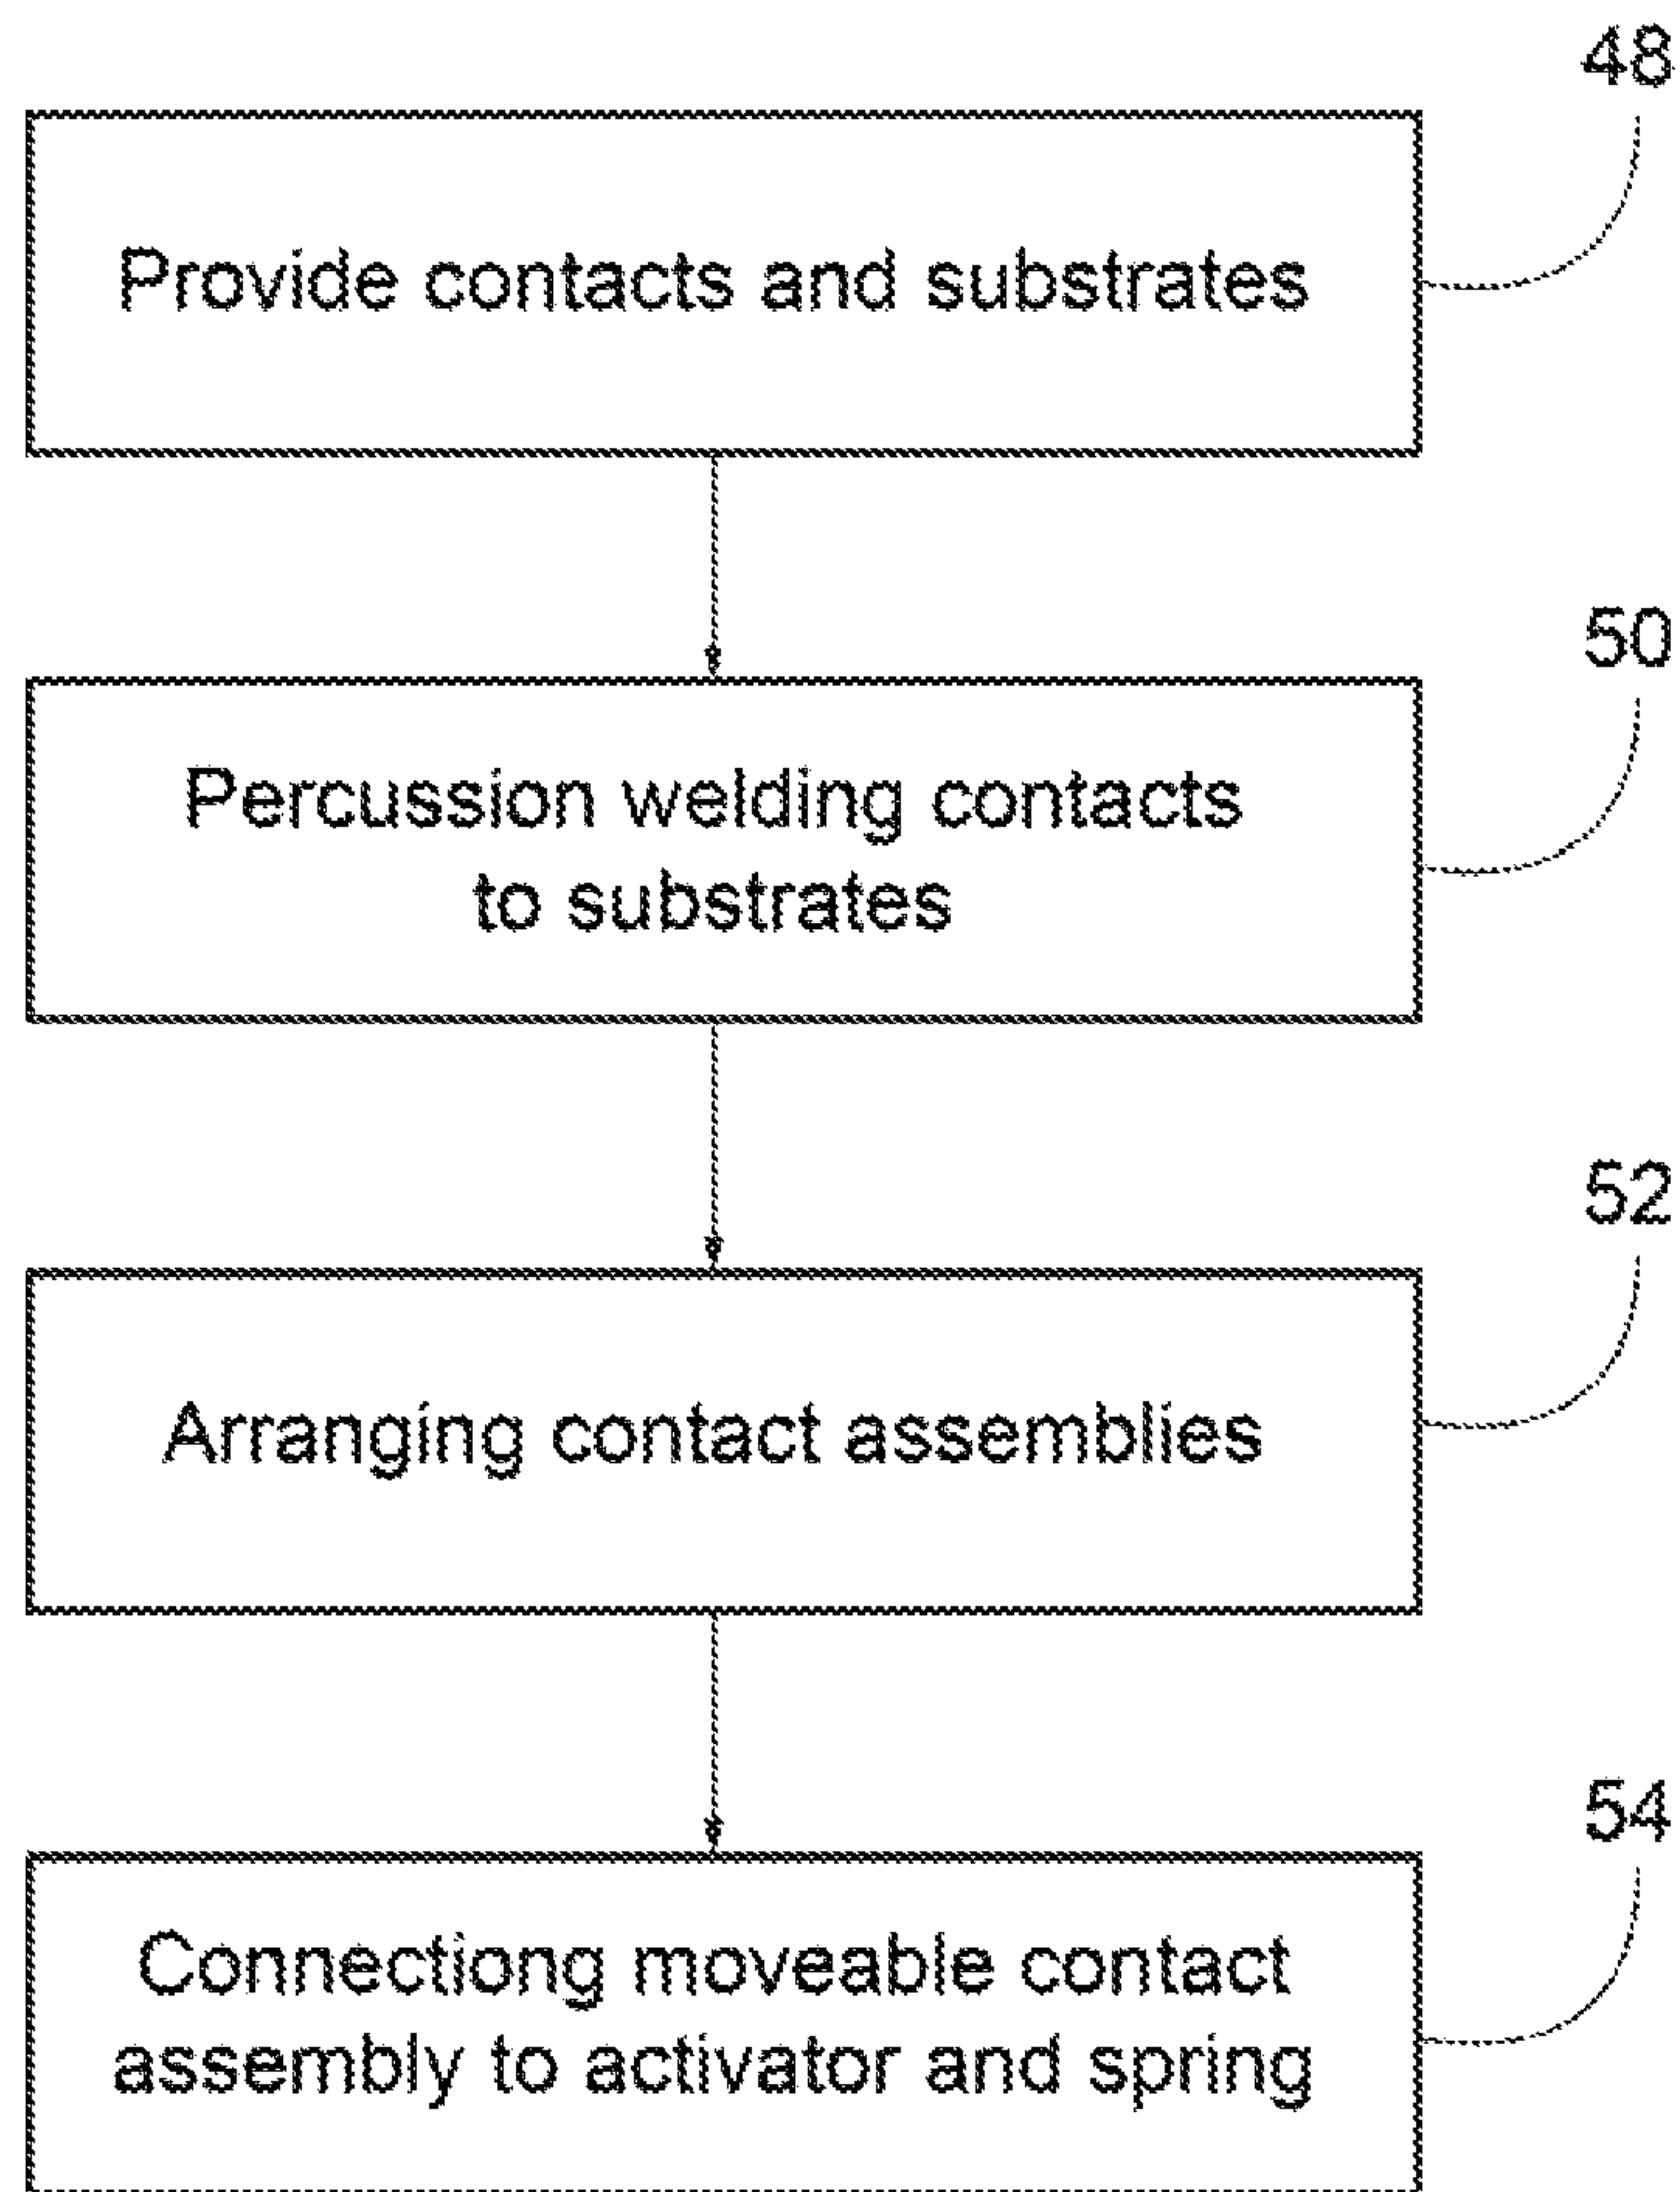 48
Provide contacts and substrates
50
Percussion welding contacts
to substrates
52
Arranging contact assemblies
54
Connectiong moveable contact
assembly to activator and spring